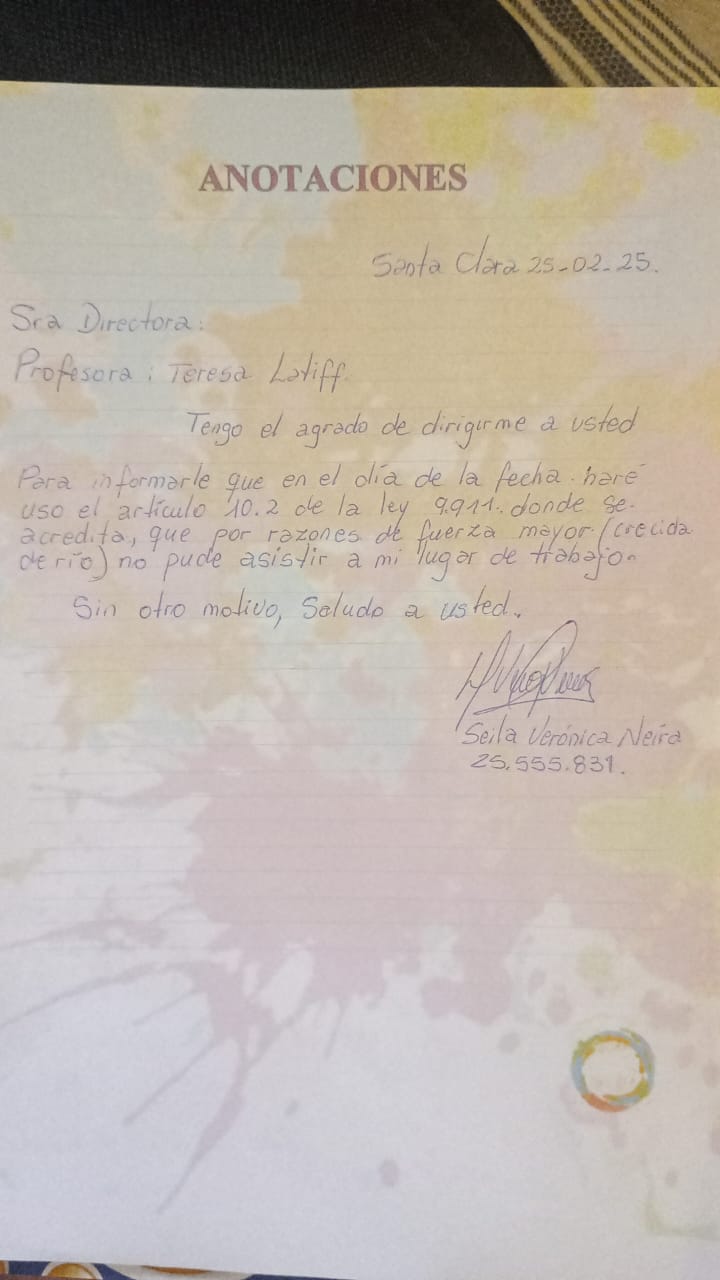 ANOTACIONES
Santa Clara 25-02-25.
Sra Directora:
Profesora: Teresa Latiff.
Tengo el agrado de dirigirme a usted
Para informarle que en el día de la fecha. haré
uso el artículo 10.2 de la ley 9.911. donde se.
acredita, que por razones de fuerza mayor. (crecida
de río) no pude asistir a mi lugar de trabajo.
Sin otro motivo, Saludo a usted.
Seila Verónica Neira
25.555.831.